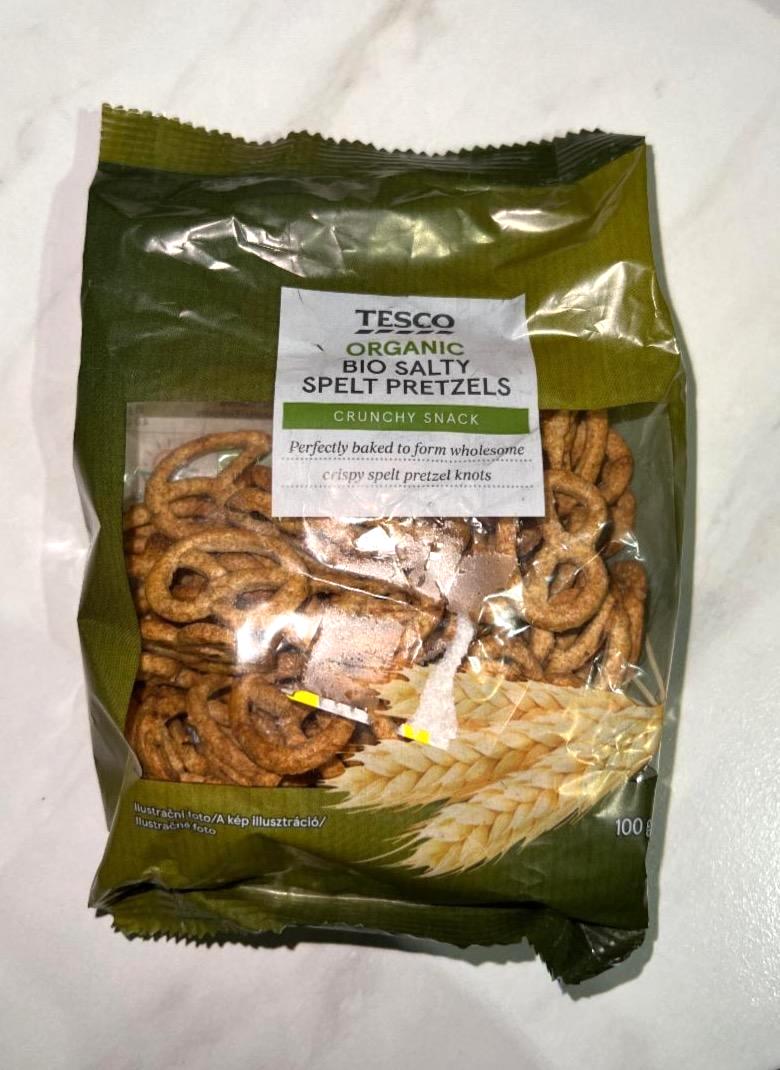 TESCO
ORGANIC
BIO SALTY
SPELT PRETZELS
CRUNCHY SNACK
Perfectly baked to form wholesome
crispy spelt pretzel knots
Ilustrační foto/A kép illusztráció/
Ilustračné foto
100 g